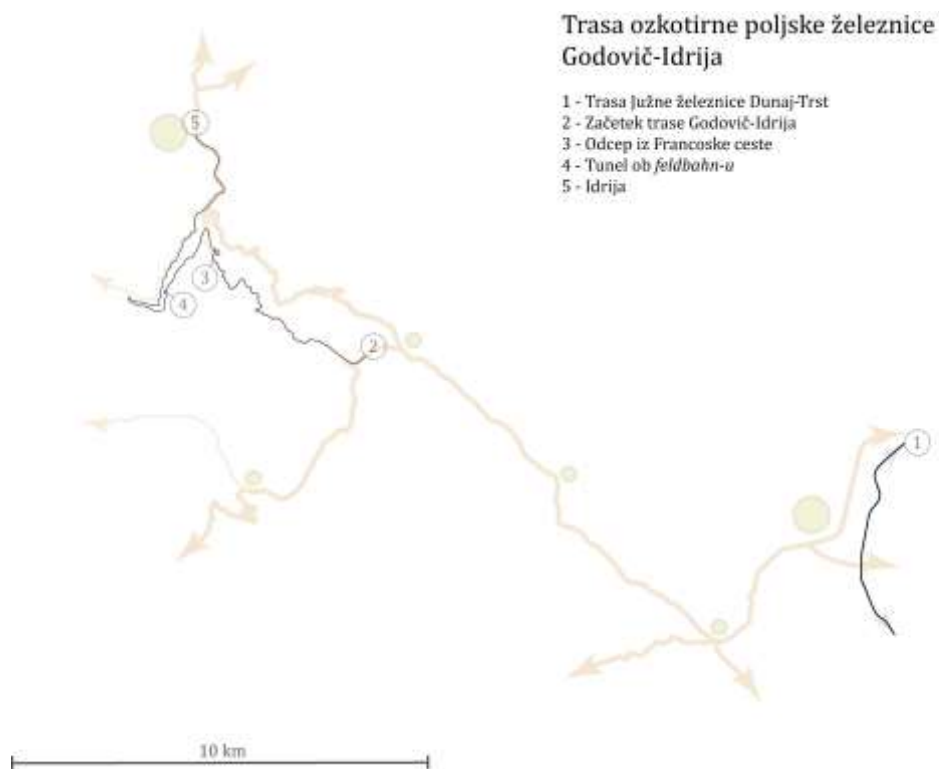 Trasa ozkotirne poljske železnice
Godovič-Idrija
1 - Trasa Južne železnice Dunaj-Trst
2 - Začetek trase Godovič-Idrija
3 - Odcep iz Francoske ceste
4 - Tunel ob feldbahn-u
5 - Idrija
5
3
4
2
1
10 km